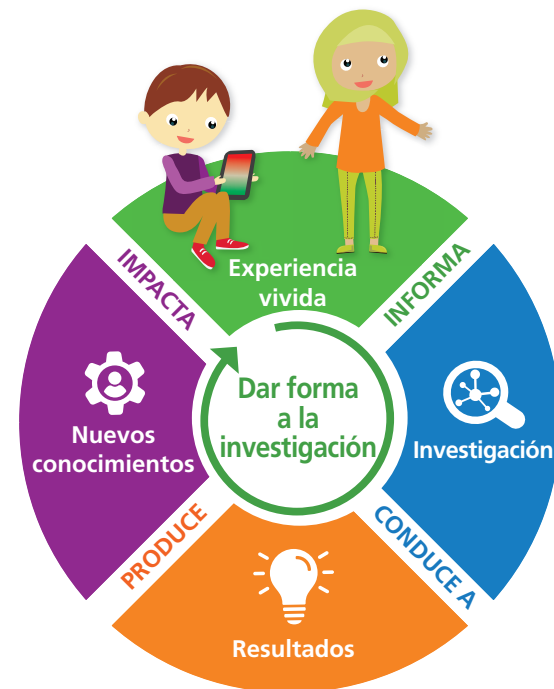 Experiencia
vivida
INFORMA
Investigación
CONDUCE A
Resultados
PRODUCE
Nuevos
conocimientos
IMPACTA
Dar forma
a la
investigación